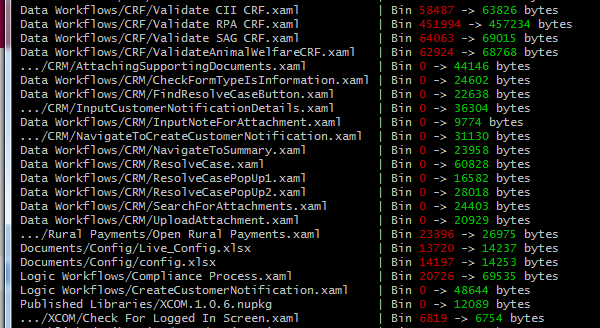 Data Workflows/CRF/Validate CII CRF.xaml | Bin 58487 -> 63826 bytes
Data Workflows/CRF/Validate RPA CRF.xaml | Bin 451994 -> 457234 bytes
Data Workflows/CRF/Validate SAG CRF.xaml | Bin 64063 -> 69015 bytes
Data Workflows/CRF/ValidateAnimalWelfareCRF.xaml | Bin 62924 -> 68768 bytes
.../CRM/AttachingSupportingDocuments.xaml | Bin 0 -> 44146 bytes
Data Workflows/CRM/CheckFormTypeIsInformation.xaml | Bin 0 -> 24602 bytes
Data Workflows/CRM/FindResolveCaseButton.xaml | Bin 0 -> 22638 bytes
.../CRM/InputCustomerNotificationDetails.xaml | Bin 0 -> 36304 bytes
Data Workflows/CRM/InputNoteForAttachment.xaml | Bin 0 -> 9774 bytes
.../CRM/NavigateToCreateCustomerNotification.xaml | Bin 0 -> 31130 bytes
Data Workflows/CRM/NavigateToSummary.xaml | Bin 0 -> 23958 bytes
Data Workflows/CRM/ResolveCase.xaml | Bin 0 -> 60828 bytes
Data Workflows/CRM/ResolveCasePopUp1.xaml | Bin 0 -> 16582 bytes
Data Workflows/CRM/ResolveCasePopUp2.xaml | Bin 0 -> 28018 bytes
Data Workflows/CRM/SearchForAttachments.xaml | Bin 0 -> 24403 bytes
Data Workflows/CRM/UploadAttachment.xaml | Bin 0 -> 20929 bytes
.../Rural Payments/Open Rural Payments.xaml | Bin 23396 -> 26975 bytes
Documents/Config/Live_Config.xlsx | Bin 13720 -> 14237 bytes
Documents/Config/config.xlsx | Bin 14197 -> 14253 bytes
Logic Workflows/Compliance Process.xaml | Bin 20726 -> 69535 bytes
Logic Workflows/CreateCustomerNotification.xaml | Bin 0 -> 48644 bytes
Published Libraries/XCOM.1.0.6.nupkg | Bin 0 -> 12089 bytes
.../XCOM/Check For Logged In Screen.xaml | Bin 6819 -> 6754 bytes